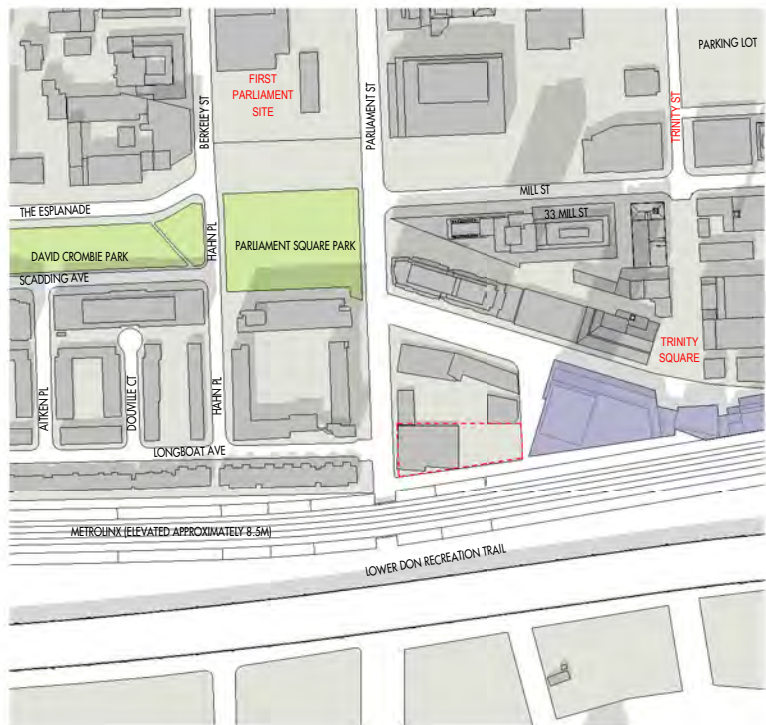 PARKING LOT
FIRST
PARLIAMENT
SITE
BERKELEY ST
PARLIAMENT ST
TRINITY ST
MILL ST
THE ESPLANADE
33 MILL ST
HAHN PL
PARLIAMENT SQUARE PARK
DAVID CROMBIE PARK
SCADDING AVE
TRINITY
SQUARE
AITKEN PL
DOUVILLE CT
HAHN PL
LONGBOAT AVE
METROLINX (ELEVATED APPROXIMATELY 8.5M)
LOWER DON RECREATION TRAIL